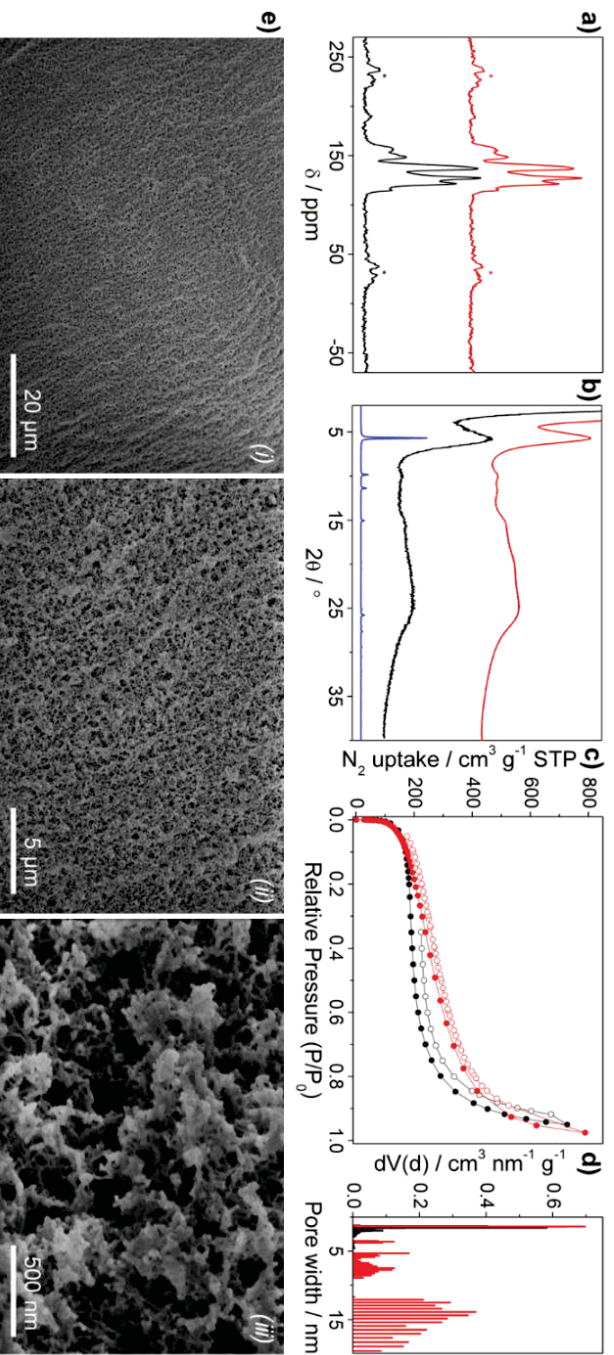 a)
250
150
50
-50
δ / ppm
*
*
*
*
b)
5
15
25
35
2θ / °
c)
N₂ uptake / cm³ g⁻¹ STP
0
200
400
600
800
0.0
0.2
0.4
0.6
0.8
1.0
Relative Pressure (P/P₀)
d)
dV(d) / cm³ nm⁻¹ g⁻¹
0.0
0.2
0.4
0.6
5
15
Pore width / nm
e)
(i)
20 µm
(ii)
5 µm
(iii)
500 nm